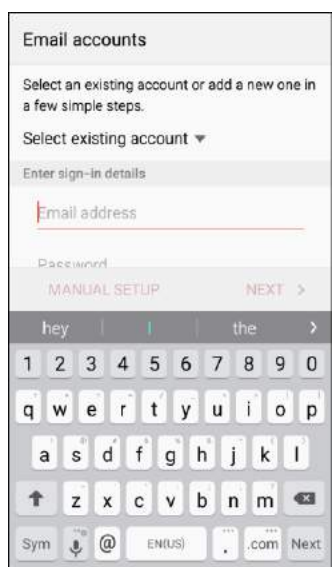 Email accounts
Select an existing account or add a new one in
a few simple steps.
Select existing account
Enter sign-in details
Email address
Password
MANUAL SETUP NEXT >
hey I the >
1 2 3 4 5 6 7 8 9 0
q w e r t y u i o p
a s d f g h j k l
z x c v b n m
Sym @ EN(US) . .com Next